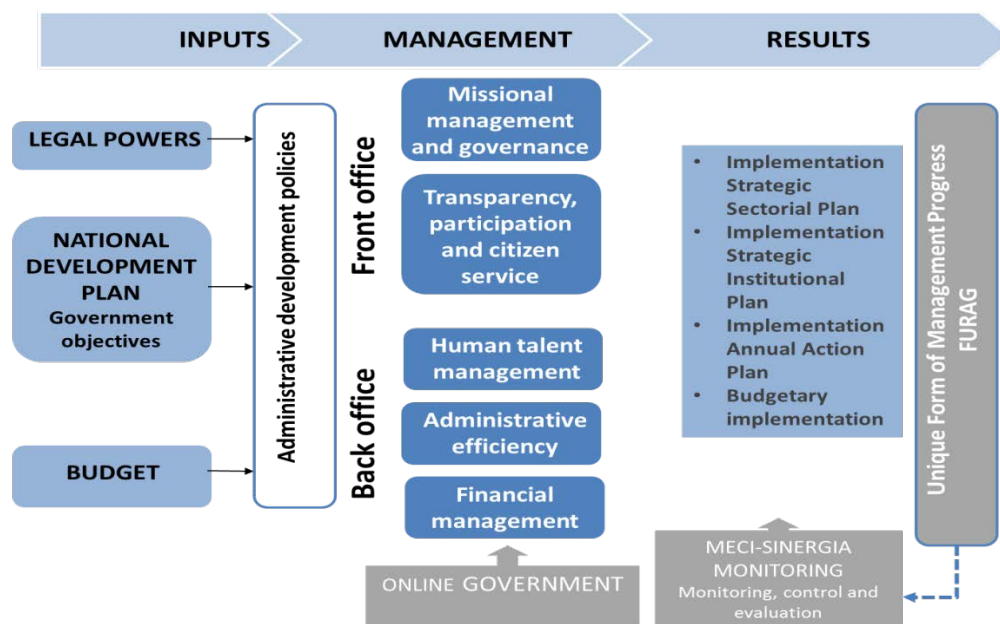 INPUTS
MANAGEMENT
RESULTS
LEGAL POWERS
NATIONAL
DEVELOPMENT
PLAN
Government
objectives
BUDGET
Administrative development policies
Front office
Back office
Missional
management
and governance
Transparency,
participation
and citizen
service
Human talent
management
Administrative
efficiency
Financial
management
ONLINE GOVERNMENT
• Implementation
Strategic
Sectorial Plan
• Implementation
Strategic
Institutional
Plan
• Implementation
Annual Action
Plan
• Budgetary
implementation
MECI-SINERGIA
MONITORING
Monitoring, control and
evaluation
Unique Form of Management Progress
FURAG